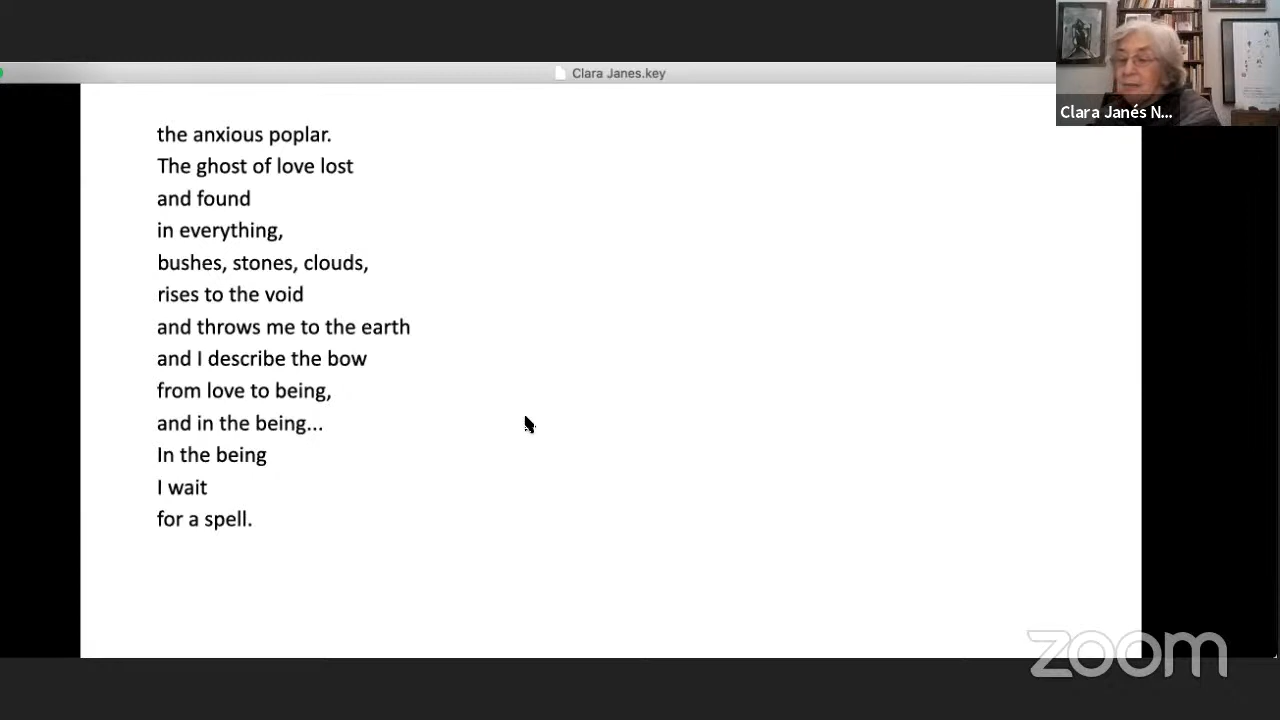 Clara Janes.key
Clara Janés N...
the anxious poplar.
The ghost of love lost
and found
in everything,
bushes, stones, clouds,
rises to the void
and throws me to the earth
and I describe the bow
from love to being,
and in the being...
In the being
I wait
for a spell.
zoom